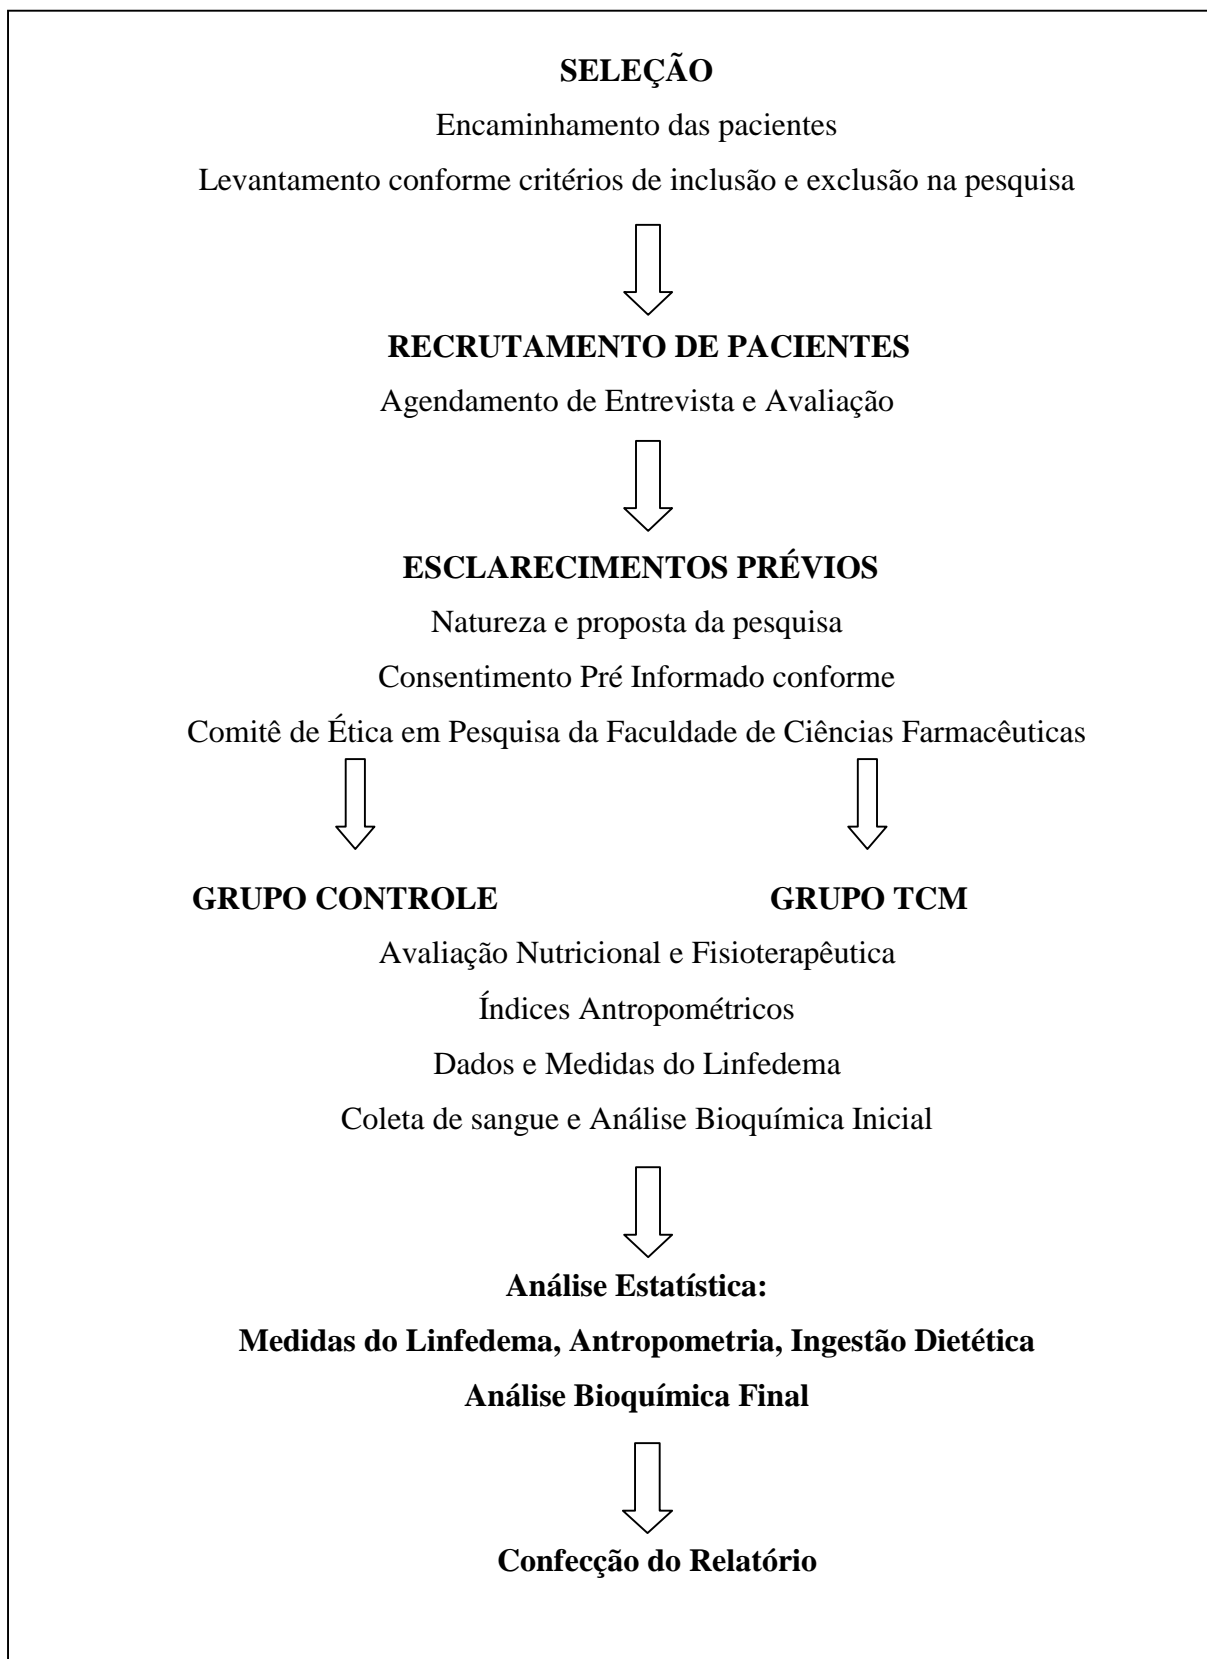 SELEÇÃO
Encaminhamento das pacientes
Levantamento conforme critérios de inclusão e exclusão na pesquisa
RECRUTAMENTO DE PACIENTES
Agendamento de Entrevista e Avaliação
ESCLARECIMENTOS PRÉVIOS
Natureza e proposta da pesquisa
Consentimento Pré Informado conforme
Comitê de Ética em Pesquisa da Faculdade de Ciências Farmacêuticas
GRUPO CONTROLE GRUPO TCM
Avaliação Nutricional e Fisioterapêutica
Índices Antropométricos
Dados e Medidas do Linfedema
Coleta de sangue e Análise Bioquímica Inicial
Análise Estatística:
Medidas do Linfedema, Antropometria, Ingestão Dietética
Análise Bioquímica Final
Confecção do Relatório